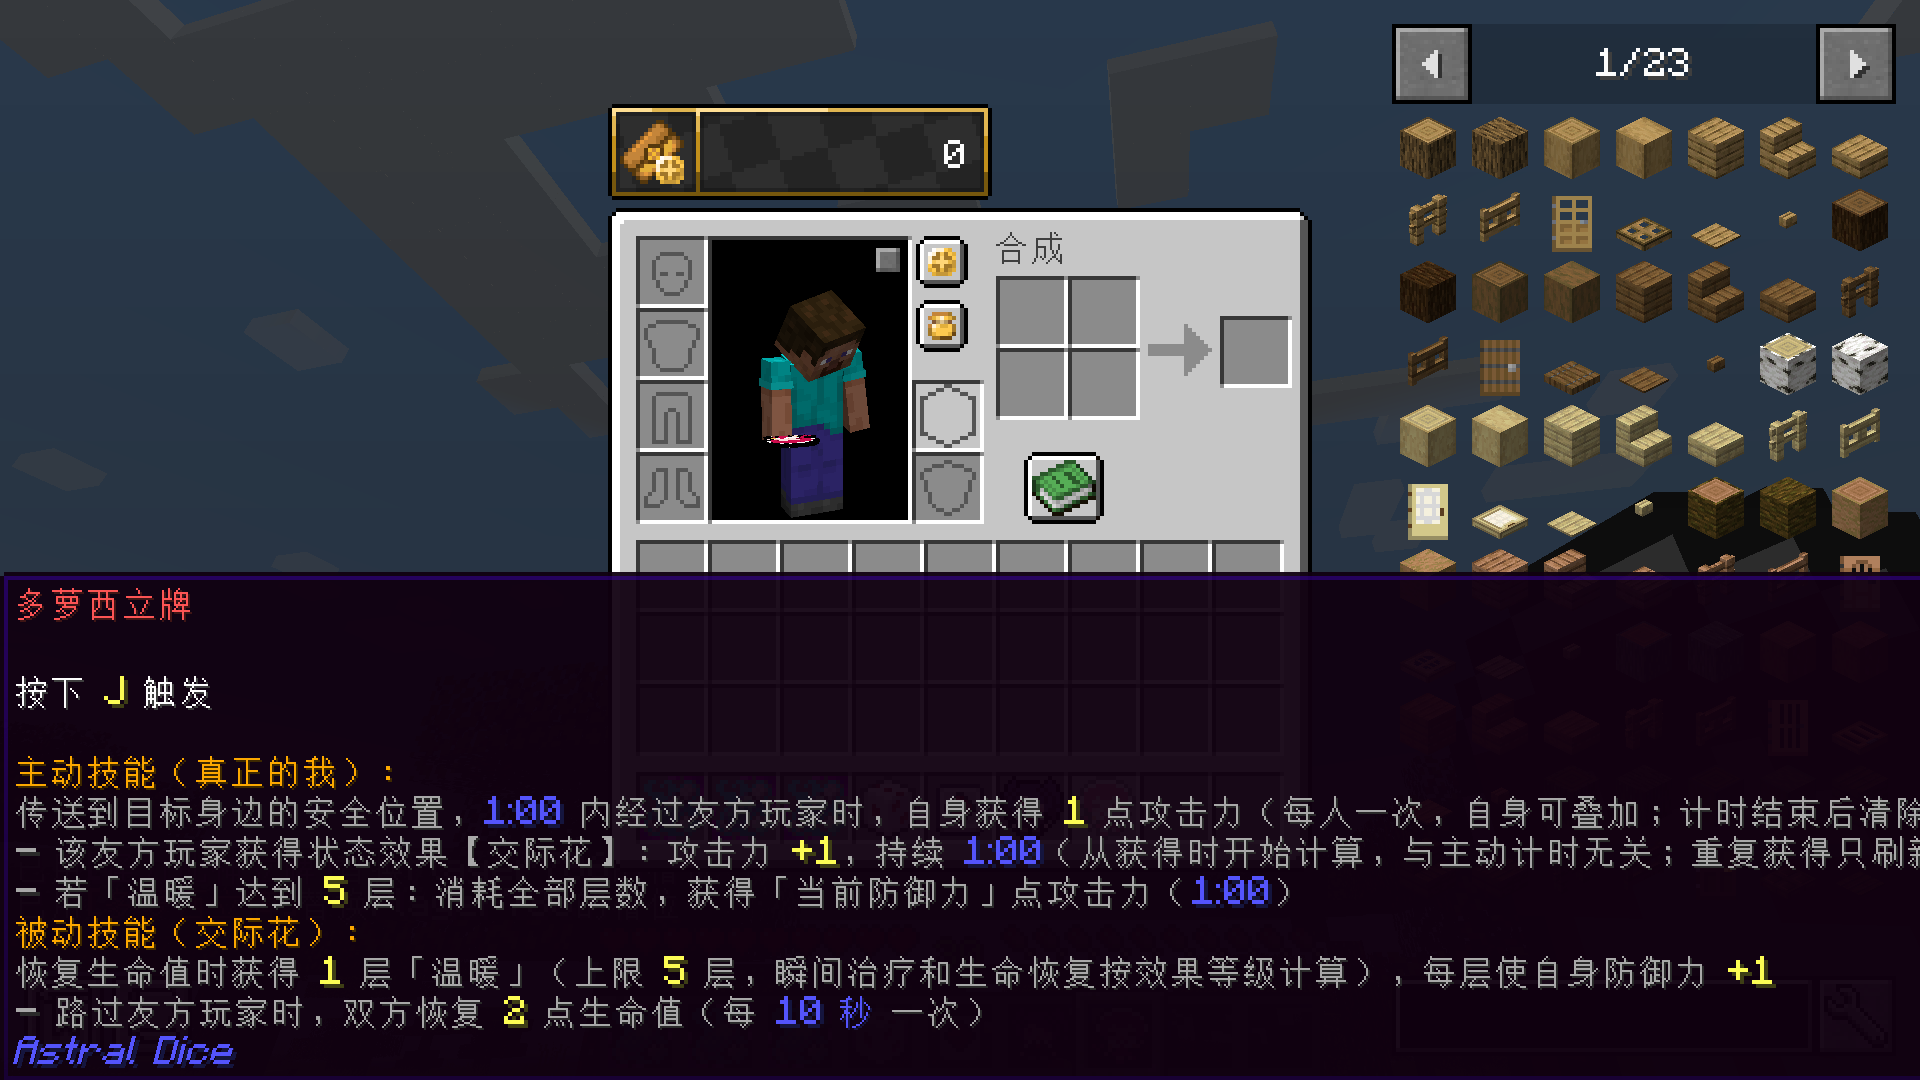 1/23
0
合成
多萝西立牌
按下 J 触发
主动技能（真正的我）：
传送到目标身边的安全位置，1:00 内经过友方玩家时，自身获得 1 点攻击力（每人一次，自身可叠加；计时结束后清除
- 该友方玩家获得状态效果【交际花】：攻击力 +1，持续 1:00（从获得时开始计算，与主动计时无关；重复获得只刷新
- 若「温暖」达到 5 层：消耗全部层数，获得「当前防御力」点攻击力（1:00）
被动技能（交际花）：
恢复生命值时获得 1 层「温暖」（上限 5 层，瞬间治疗和生命恢复按效果等级计算），每层使自身防御力 +1
- 路过友方玩家时，双方恢复 2 点生命值（每 10 秒 一次）
Astral Dice